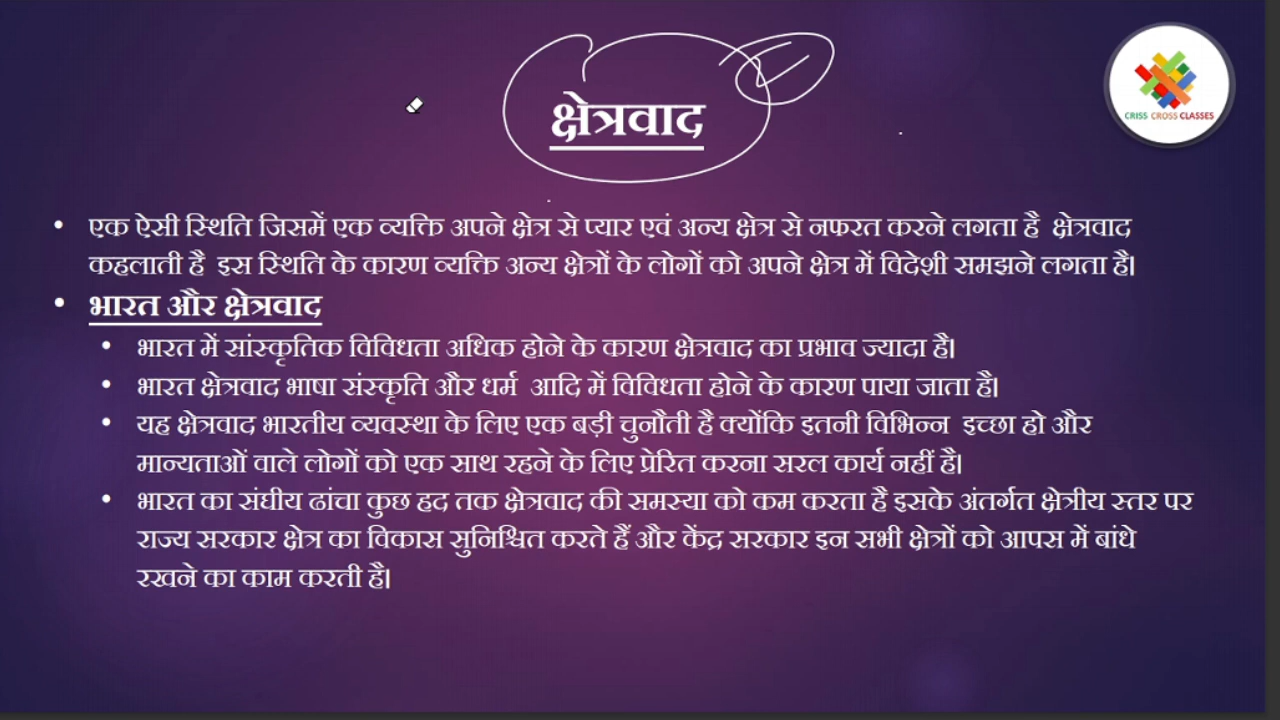 क्षेत्रवाद
CRISS CROSS CLASSES
• एक ऐसी स्थिति जिसमें एक व्यक्ति अपने क्षेत्र से प्यार एवं अन्य क्षेत्र से नफरत करने लगता है क्षेत्रवाद
कहलाती है इस स्थिति के कारण व्यक्ति अन्य क्षेत्रों के लोगों को अपने क्षेत्र में विदेशी समझने लगता है।
• भारत और क्षेत्रवाद
• भारत में सांस्कृतिक विविधता अधिक होने के कारण क्षेत्रवाद का प्रभाव ज्यादा है।
• भारत क्षेत्रवाद भाषा संस्कृति और धर्म आदि में विविधता होने के कारण पाया जाता है।
• यह क्षेत्रवाद भारतीय व्यवस्था के लिए एक बड़ी चुनौती है क्योंकि इतनी विभिन्न इच्छा हो और
मान्यताओं वाले लोगों को एक साथ रहने के लिए प्रेरित करना सरल कार्य नहीं है।
• भारत का संघीय ढांचा कुछ हद तक क्षेत्रवाद की समस्या को कम करता है इसके अंतर्गत क्षेत्रीय स्तर पर
राज्य सरकार क्षेत्र का विकास सुनिश्चित करते हैं और केंद्र सरकार इन सभी क्षेत्रों को आपस में बांधे
रखने का काम करती है।